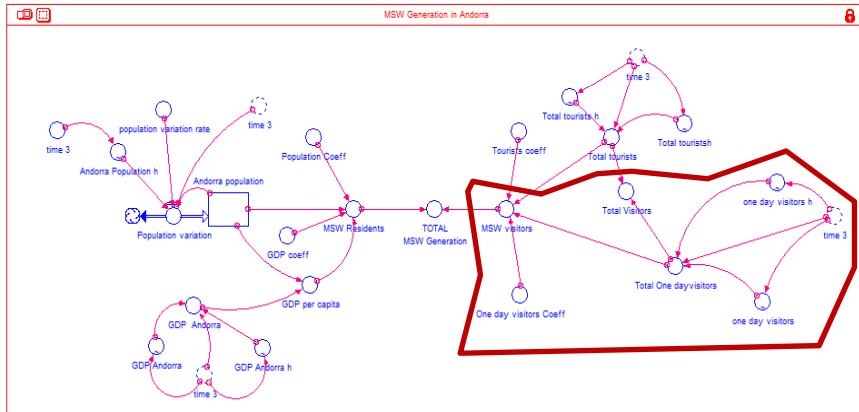 MSW Generation in Andorra
time 3
Total tourists h
time 3
population variation rate
time 3
Total touristsh
time 3
Population Coeff
Tourists coeff
Total tourists
Andorra Population h
Andorra population
one day visitors h
Total Visitors
Population variation
MSW Residents
TOTAL
MSW Generation
MSW visitors
time 3
GDP coeff
Total One dayvisitors
GDP per capita
One day visitors Coeff
one day visitors
GDP Andorra
GDP Andorra
GDP Andorra h
time 3